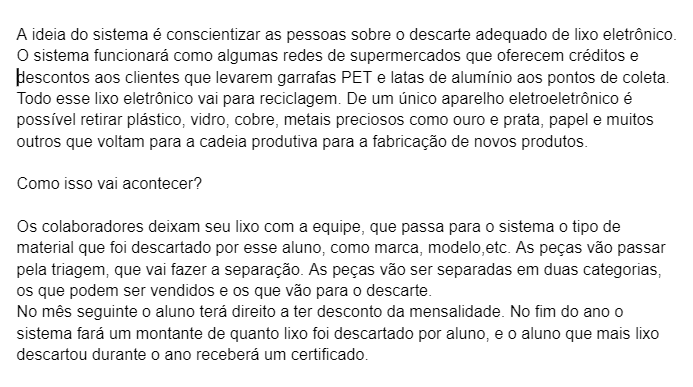 A ideia do sistema é conscientizar as pessoas sobre o descarte adequado de lixo eletrônico.
O sistema funcionará como algumas redes de supermercados que oferecem créditos e
descontos aos clientes que levarem garrafas PET e latas de alumínio aos pontos de coleta.
Todo esse lixo eletrônico vai para reciclagem. De um único aparelho eletroeletrônico é
possível retirar plástico, vidro, cobre, metais preciosos como ouro e prata, papel e muitos
outros que voltam para a cadeia produtiva para a fabricação de novos produtos.
Como isso vai acontecer?
Os colaboradores deixam seu lixo com a equipe, que passa para o sistema o tipo de
material que foi descartado por esse aluno, como marca, modelo,etc. As peças vão passar
pela triagem, que vai fazer a separação. As peças vão ser separadas em duas categorias,
os que podem ser vendidos e os que vão para o descarte.
No mês seguinte o aluno terá direito a ter desconto da mensalidade. No fim do ano o
sistema fará um montante de quanto lixo foi descartado por aluno, e o aluno que mais lixo
descartou durante o ano receberá um certificado.